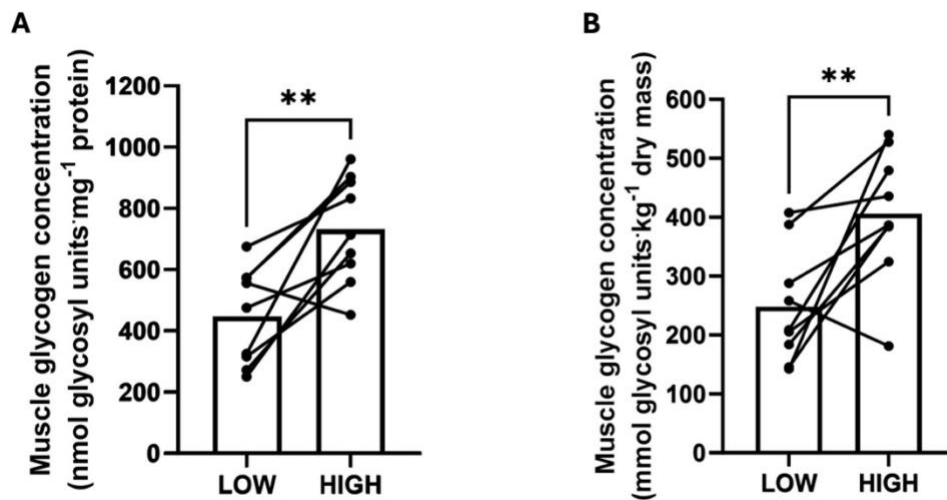 A
Muscle glycogen concentration
(nmol glycosyl units·mg⁻¹ protein)
1200
1000
800
600
400
200
0
**
LOW HIGH
B
Muscle glycogen concentration
(mmol glycosyl units·kg⁻¹ dry mass)
600
500
400
300
200
100
0
**
LOW HIGH